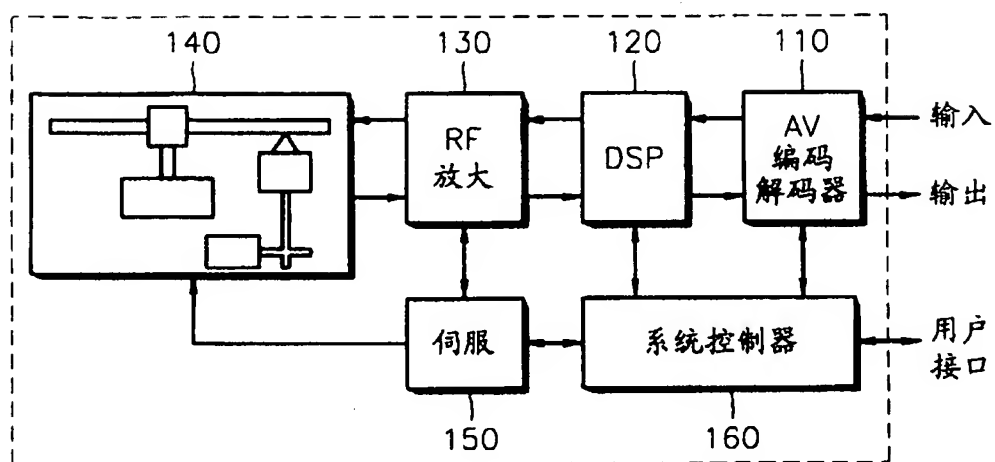 140
130
120
110
RF
放大
DSP
AV
编码
解码器
输入
输出
伺服
系统控制器
用户
接口
150
160